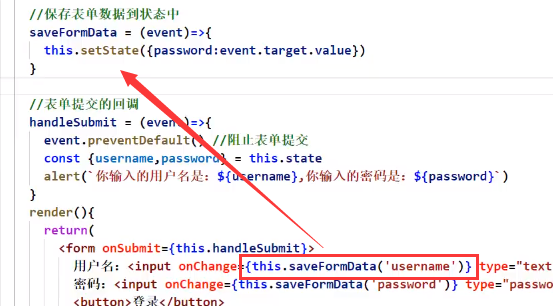 //保存表单数据到状态中
saveFormData = (event)=>{
this.setState({password:event.target.value})
}
//表单提交的回调
handleSubmit = (event)=>{
event.preventDefault() //阻止表单提交
const {username,password} = this.state
alert(`你输入的用户名是：${username},你输入的密码是：${password}`)
}
render(){
return(
<form onSubmit={this.handleSubmit}>
用户名：<input onChange={this.saveFormData('username')} type="text
密码：<input onChange={this.saveFormData('password')} type="passwo
<button>登录</button>